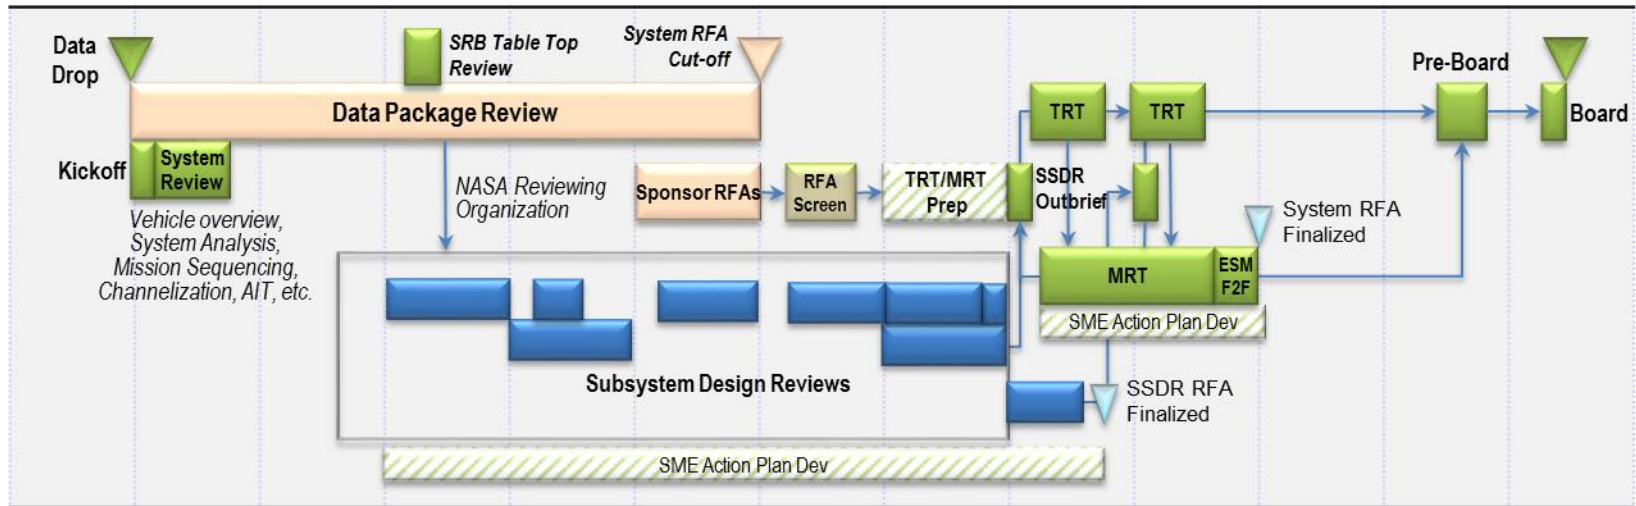 Data
Drop
SRB Table Top
Review
System RFA
Cut-off
Pre-Board
Board
Data Package Review
TRT
TRT
Kickoff
System
Review
Vehicle overview,
System Analysis,
Mission Sequencing,
Channelization, AIT, etc.
NASA Reviewing
Organization
Sponsor RFAs
RFA
Screen
TRT/MRT
Prep
SSDR
Outbrief
System RFA
Finalized
MRT
ESM
F2F
SME Action Plan Dev
Subsystem Design Reviews
SSDR RFA
Finalized
SME Action Plan Dev